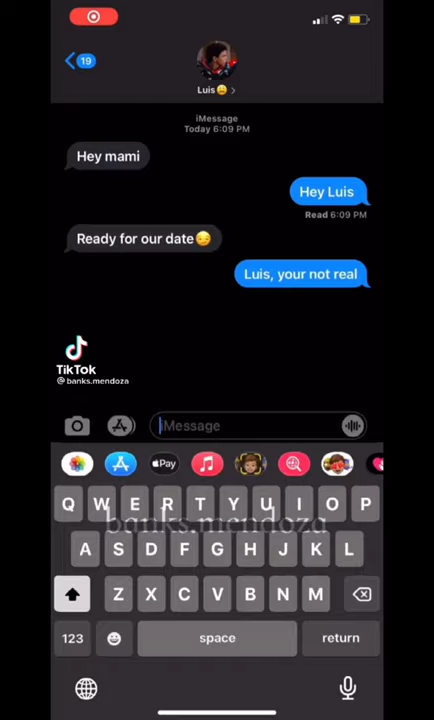 19
Luis😩 >
iMessage
Today 6:09 PM
Hey mami
Hey Luis
Read 6:09 PM
Ready for our date😏
Luis, your not real
TikTok
@banks.mendoza
iMessage
Pay
Q W E R T Y U I O P
banks.mendoza
A S D F G H J K L
Z X C V B N M
123 space return